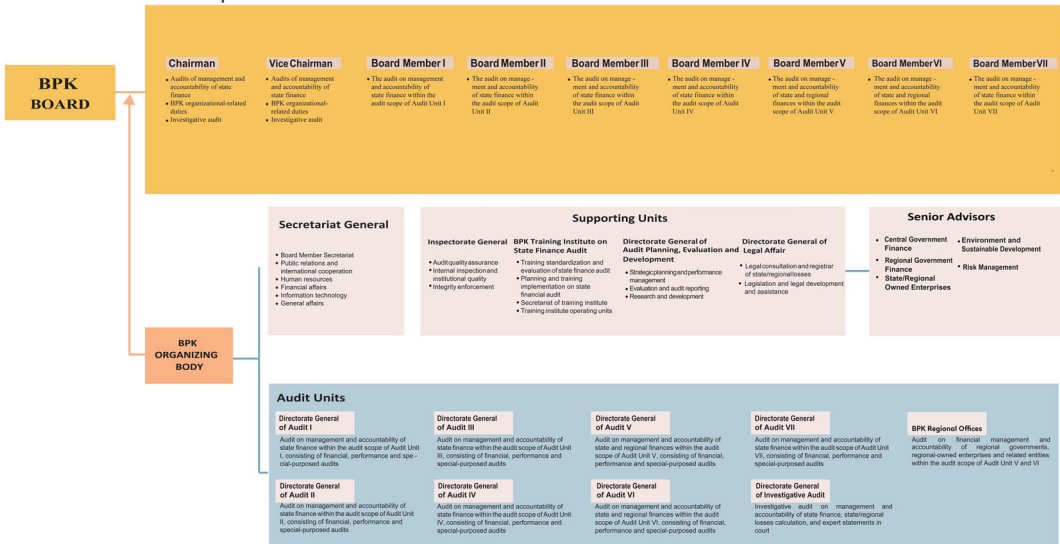 BPK
BOARD
Chairman
• Audits of management and
accountability of state
finance
• BPK organizational-related
duties
• Investigative audit
Vice Chairman
• Audits of management
and accountability of
state finance
• BPK organizational-
related duties
• Investigative audit
Board Member I
• The audit on management
and accountability of
state finance within the
audit scope of Audit Unit I
Board Member II
• The audit on manage -
ment and accountability
of state finance within
the audit scope of Audit
Unit II
Board Member III
• The audit on manage -
ment and accountability
of state finance within
the audit scope of Audit
Unit III
Board Member IV
• The audit on manage -
ment and accountability
of state finance within
the audit scope of Audit
Unit IV
Board Member V
• The audit on manage -
ment and accountability
of state and regional
finances within the audit
scope of Audit Unit V
Board Member VI
• The audit on manage -
ment and accountability
of state and regional
finances within the audit
scope of Audit Unit VI
Board Member VII
• The audit on manage -
ment and accountability
of state finance within
the audit scope of Audit
Unit VII
BPK
ORGANIZING
BODY
Secretariat General
• Board Member Secretariat
• Public relations and
international cooperation
• Human resources
• Financial affairs
• Information technology
• General affairs
Supporting Units
Inspectorate General
• Audit quality assurance
• Internal inspection and
institutional quality
• Integrity enforcement
BPK Training Institute on
State Finance Audit
• Training standardization and
evaluation of state finance audit
• Planning and training
implementation on state
financial audit
• Secretariat of training institute
• Training institute operating units
Directorate General of
Audit Planning, Evaluation and
Development
• Strategic planning and performance
management
• Evaluation and audit reporting
• Research and development
Directorate General of
Legal Affair
• Legal consultation and registrar
of state/regional losses
• Legislation and legal development
and assistance
Senior Advisors
• Central Government
Finance
• Regional Government
Finance
• State/Regional
Owned Enterprises
• Environment and
Sustainable Development
• Risk Management
Audit Units
Directorate General
of Audit I
Audit on management and accountability of
state finance within the audit scope of Audit Unit
I, consisting of financial, performance and spe -
cial-purposed audits
Directorate General
of Audit II
Audit on management and accountability of
state finance within the audit scope of Audit Unit
II, consisting of financial, performance and
special-purposed audits
Directorate General
of Audit III
Audit on management and accountability of
state finance within the audit scope of Audit Unit
III, consisting of financial, performance and
special-purposed audits
Directorate General
of Audit IV
Audit on management and accountability of
state finance within the audit scope of Audit Unit
IV, consisting of financial, performance and
special-purposed audits
Directorate General
of Audit V
Audit on management and accountability of
state and regional finances within the audit
scope of Audit Unit V, consisting of financial,
performance and special-purposed audits
Directorate General
of Audit VI
Audit on management and accountability of
state and regional finances within the audit
scope of Audit Unit VI, consisting of financial,
performance and special-purposed audits
Directorate General
of Audit VII
Audit on management and accountability of
state finance within the audit scope of Audit Unit
VII, consisting of financial, performance and
special-purposed audits
Directorate General
of Investigative Audit
Investigative audit on management and
accountability of state finance, state/regional
losses calculation, and expert statements in
court
BPK Regional Offices
Audit on financial management and
accountability of regional governments,
regional-owned enterprises and related entities
within the audit scope of Audit Unit V and VI